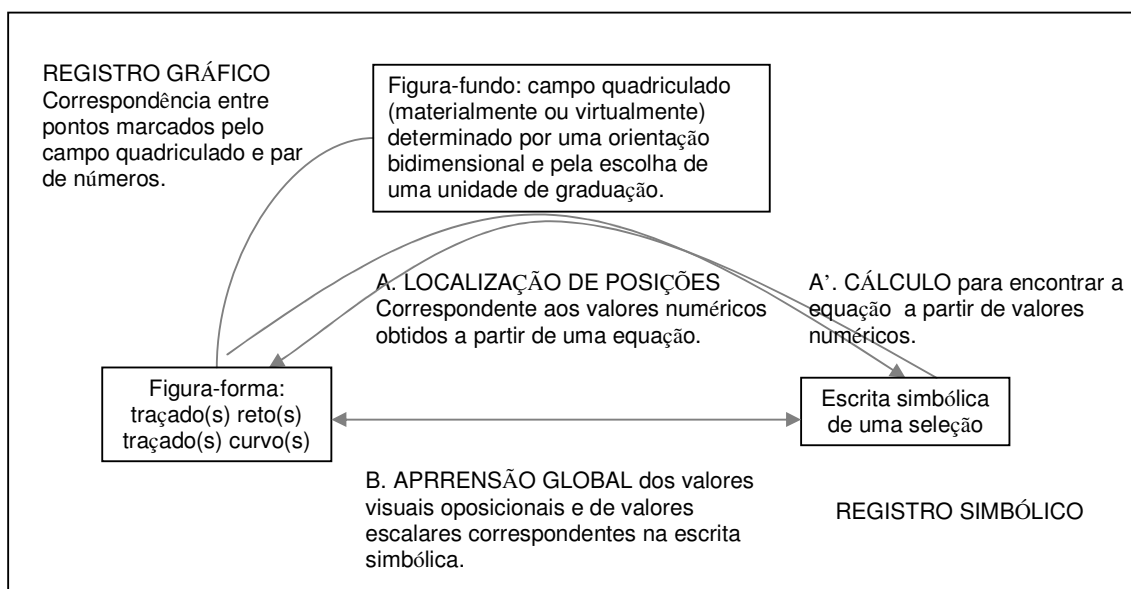 REGISTRO GRÁFICO
Correspondência entre
pontos marcados pelo
campo quadriculado e par
de números.
Figura-fundo: campo quadriculado
(materialmente ou virtualmente)
determinado por uma orientação
bidimensional e pela escolha de
uma unidade de graduação.
A. LOCALIZAÇÃO DE POSIÇÕES
Correspondente aos valores numéricos
obtidos a partir de uma equação.
A’. CÁLCULO para encontrar a
equação a partir de valores
numéricos.
Figura-forma:
traçado(s) reto(s)
traçado(s) curvo(s)
Escrita simbólica
de uma seleção
B. APRRENSÃO GLOBAL dos valores
visuais oposicionais e de valores
escalares correspondentes na escrita
simbólica.
REGISTRO SIMBÓLICO